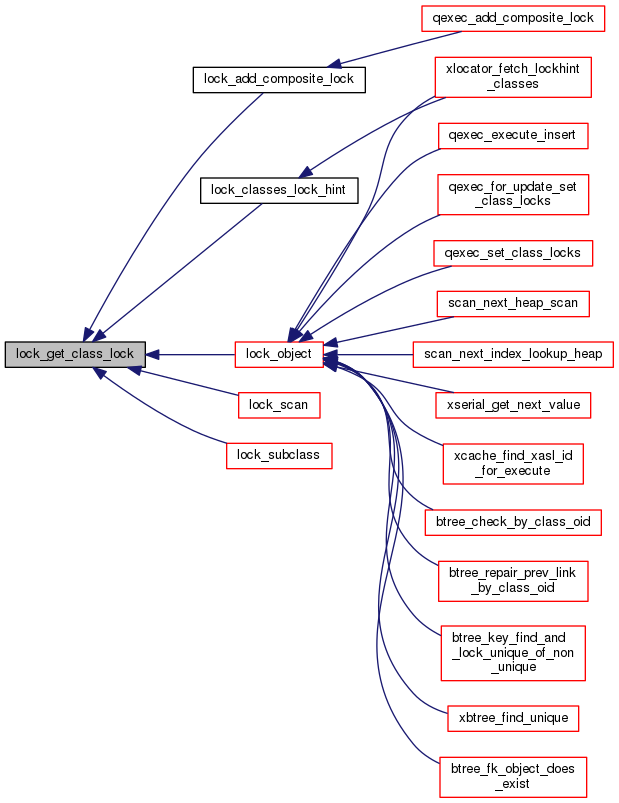 qexec_add_composite_lock
lock_add_composite_lock
xlocator_fetch_lockhint
_classes
qexec_execute_insert
lock_classes_lock_hint
qexec_for_update_set
_class_locks
qexec_set_class_locks
scan_next_heap_scan
lock_get_class_lock
lock_object
scan_next_index_lookup_heap
lock_scan
xserial_get_next_value
lock_subclass
xcache_find_xasl_id
_for_execute
btree_check_by_class_oid
btree_repair_prev_link
_by_class_oid
btree_key_find_and
_lock_unique_of_non
_unique
xbtree_find_unique
btree_fk_object_does
_exist